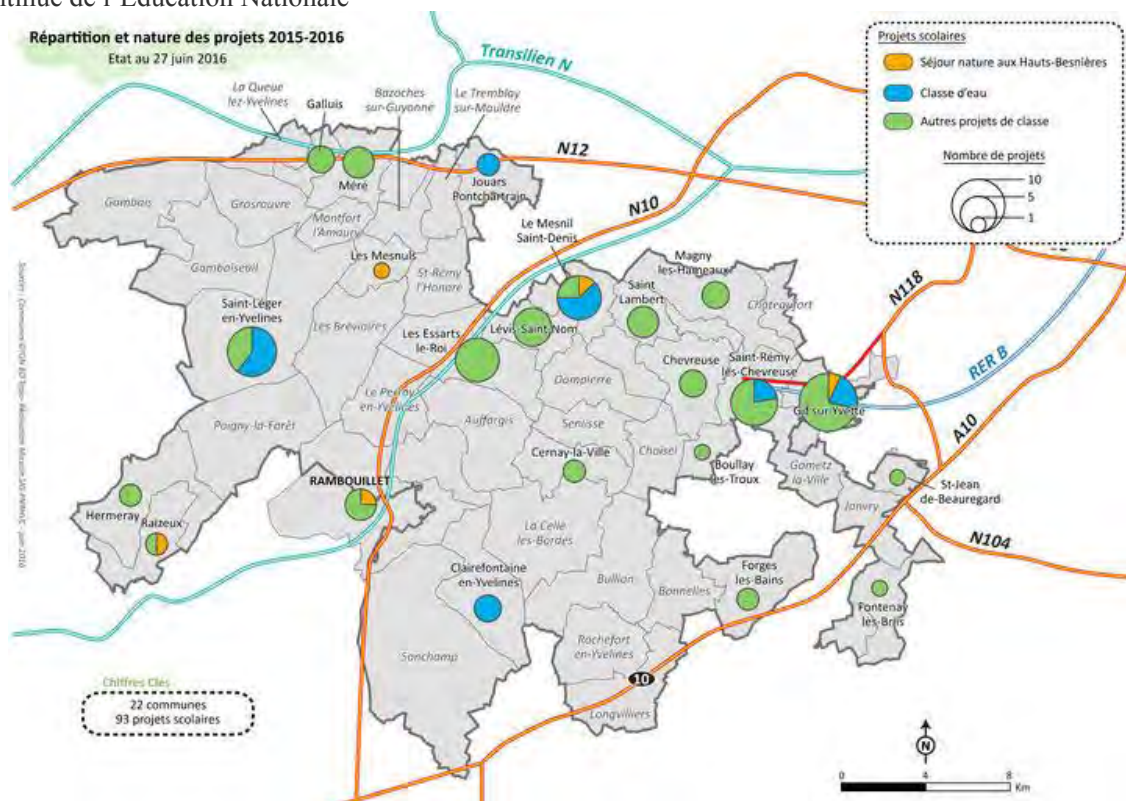 tinue de l'Education Nationale
Répartition et nature des projets 2015-2016
Etat au 27 juin 2016
Projets scolaires
Séjour nature aux Hauts-Besnières
Classe d'eau
Autres projets de classe
Nombre de projets
10
5
1
Transilien N
La Queue
lez-Yvelines
Galluis
Bazoches
sur-Guyonne
Le Tremblay
sur-Mauldre
N12
Méré
Jouars
Pontchartrain
N10
Gambais
Grosrouvre
Montfort
l'Amaury
Le Mesnil
Saint-Denis
Les Mesnuls
Gambaiseuil
St-Rémy
l'Honoré
Magny
les-Hameaux
Châteaufort
N118
Saint
Lambert
Saint-Léger
en-Yvelines
Les Bréviaires
Les Essarts
le-Roi
Lévis-Saint-Nom
RER B
Chevreuse
Saint-Rémy
lès-Chevreuse
Dampierre
Gif sur Yvette
Le Perray
en-Yvelines
Auffargis
Senlisse
A10
Poigny-la-Forêt
Cernay-la-Ville
Choisel
Boullay
les-Troux
Gometz
la-Ville
St-Jean
de-Beauregard
RAMBOUILLET
Janvry
Hermeray
Raizeux
La Celle
les-Bordes
N104
Clairefontaine
en-Yvelines
Bullion
Bonnelles
Forges
les-Bains
Fontenay
lès-Briis
Sonchamp
Rochefort
en-Yvelines
10
Longvilliers
Chiffres Clés
22 communes
93 projets scolaires
N
0 4 8
Km
juin 2016